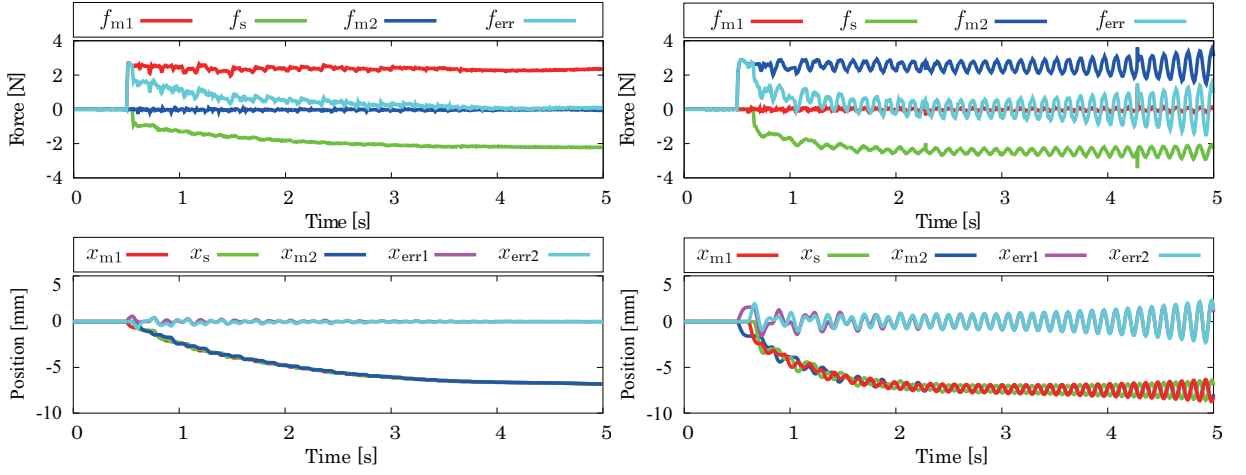 f_m1 f_s f_m2 f_err
4
2
0
-2
-4
Force [N]
0 1 2 3 4 5
Time [s]
x_m1 x_s x_m2 x_err1 x_err2
5
0
-5
-10
Position [mm]
0 1 2 3 4 5
Time [s]
f_m1 f_s f_m2 f_err
4
2
0
-2
-4
Force [N]
0 1 2 3 4 5
Time [s]
x_m1 x_s x_m2 x_err1 x_err2
5
0
-5
-10
Position [mm]
0 1 2 3 4 5
Time [s]